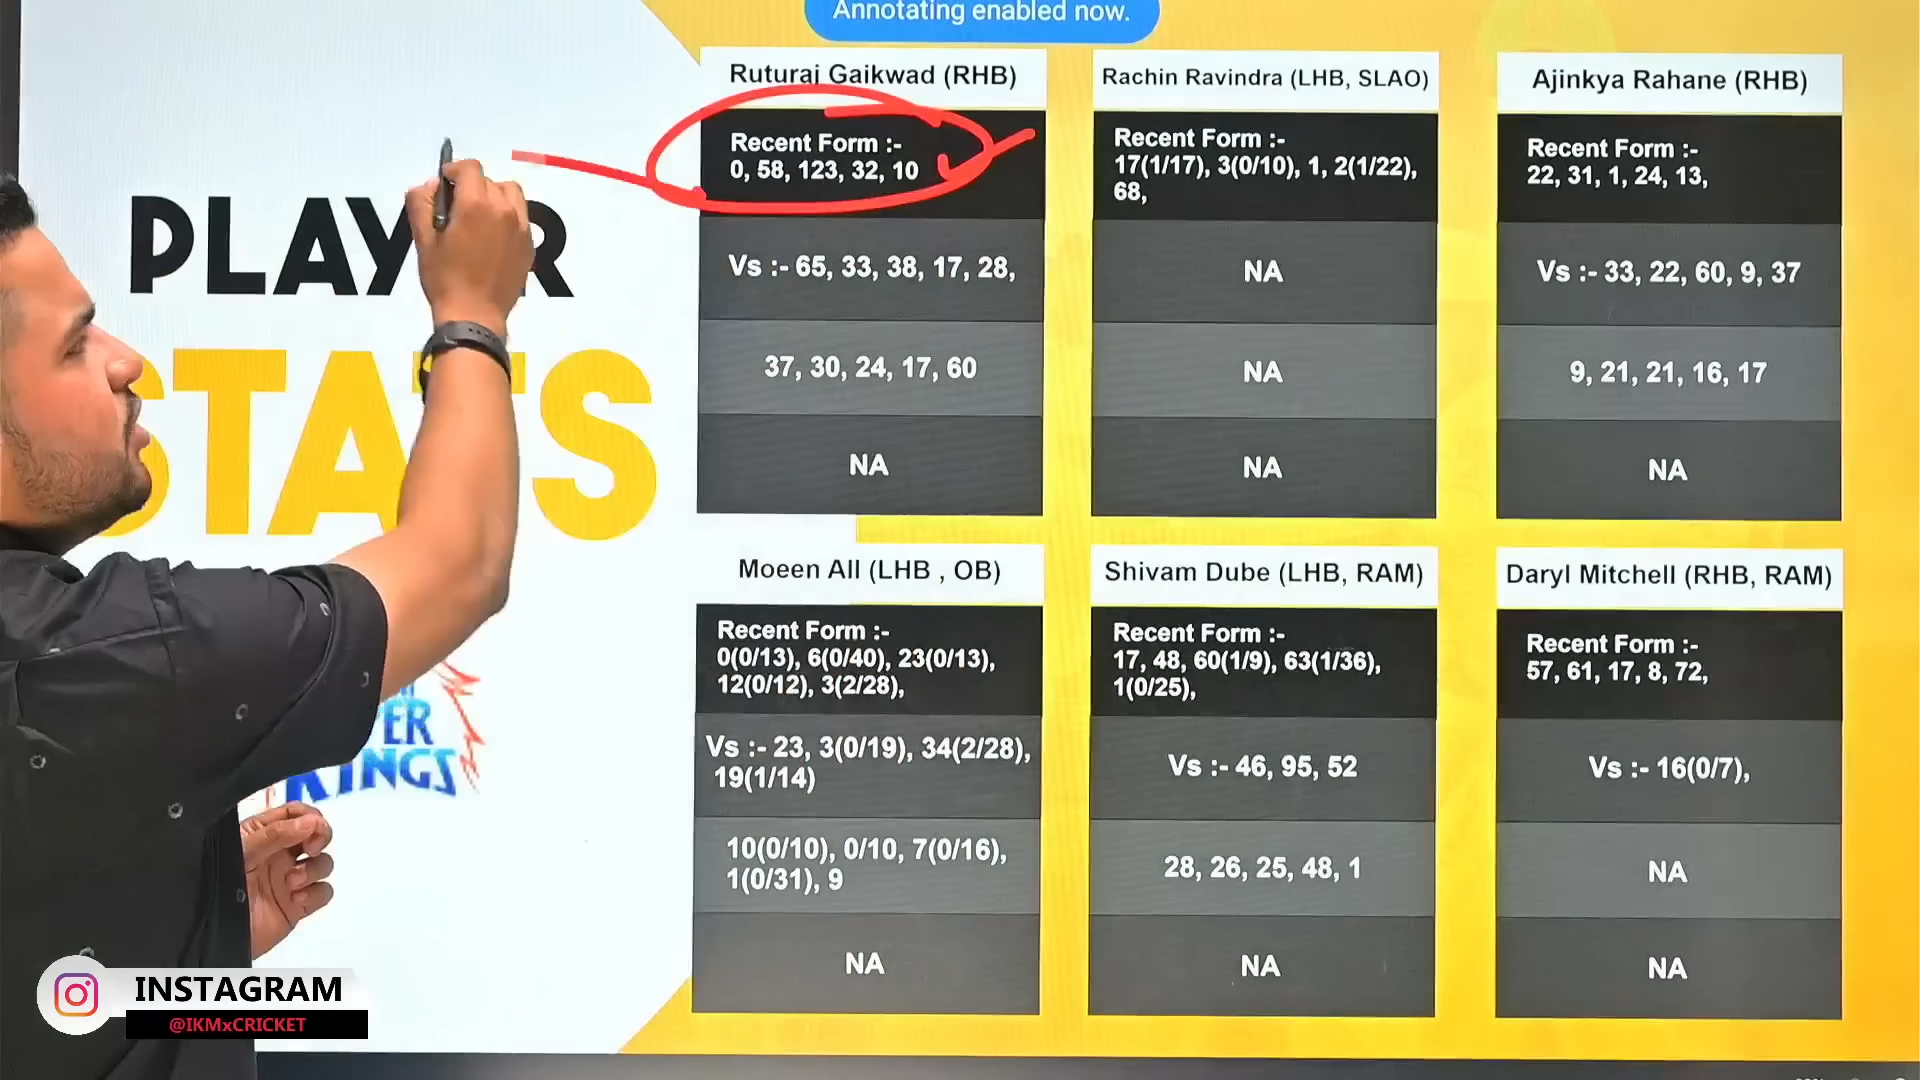 Annotating enabled now.
PLAYER
STATS
Ruturaj Gaikwad (RHB)
Recent Form :-
0, 58, 123, 32, 10
Vs :- 65, 33, 38, 17, 28,
37, 30, 24, 17, 60
NA
Rachin Ravindra (LHB, SLAO)
Recent Form :-
17(1/17), 3(0/10), 1, 2(1/22),
68,
NA
NA
NA
Ajinkya Rahane (RHB)
Recent Form :-
22, 31, 1, 24, 13,
Vs :- 33, 22, 60, 9, 37
9, 21, 21, 16, 17
NA
Moeen All (LHB , OB)
Recent Form :-
0(0/13), 6(0/40), 23(0/13),
12(0/12), 3(2/28),
Vs :- 23, 3(0/19), 34(2/28),
19(1/14)
10(0/10), 0/10, 7(0/16),
1(0/31), 9
NA
Shivam Dube (LHB, RAM)
Recent Form :-
17, 48, 60(1/9), 63(1/36),
1(0/25),
Vs :- 46, 95, 52
28, 26, 25, 48, 1
NA
Daryl Mitchell (RHB, RAM)
Recent Form :-
57, 61, 17, 8, 72,
Vs :- 16(0/7),
NA
NA
KINGS
INSTAGRAM
@IKMxCRICKET